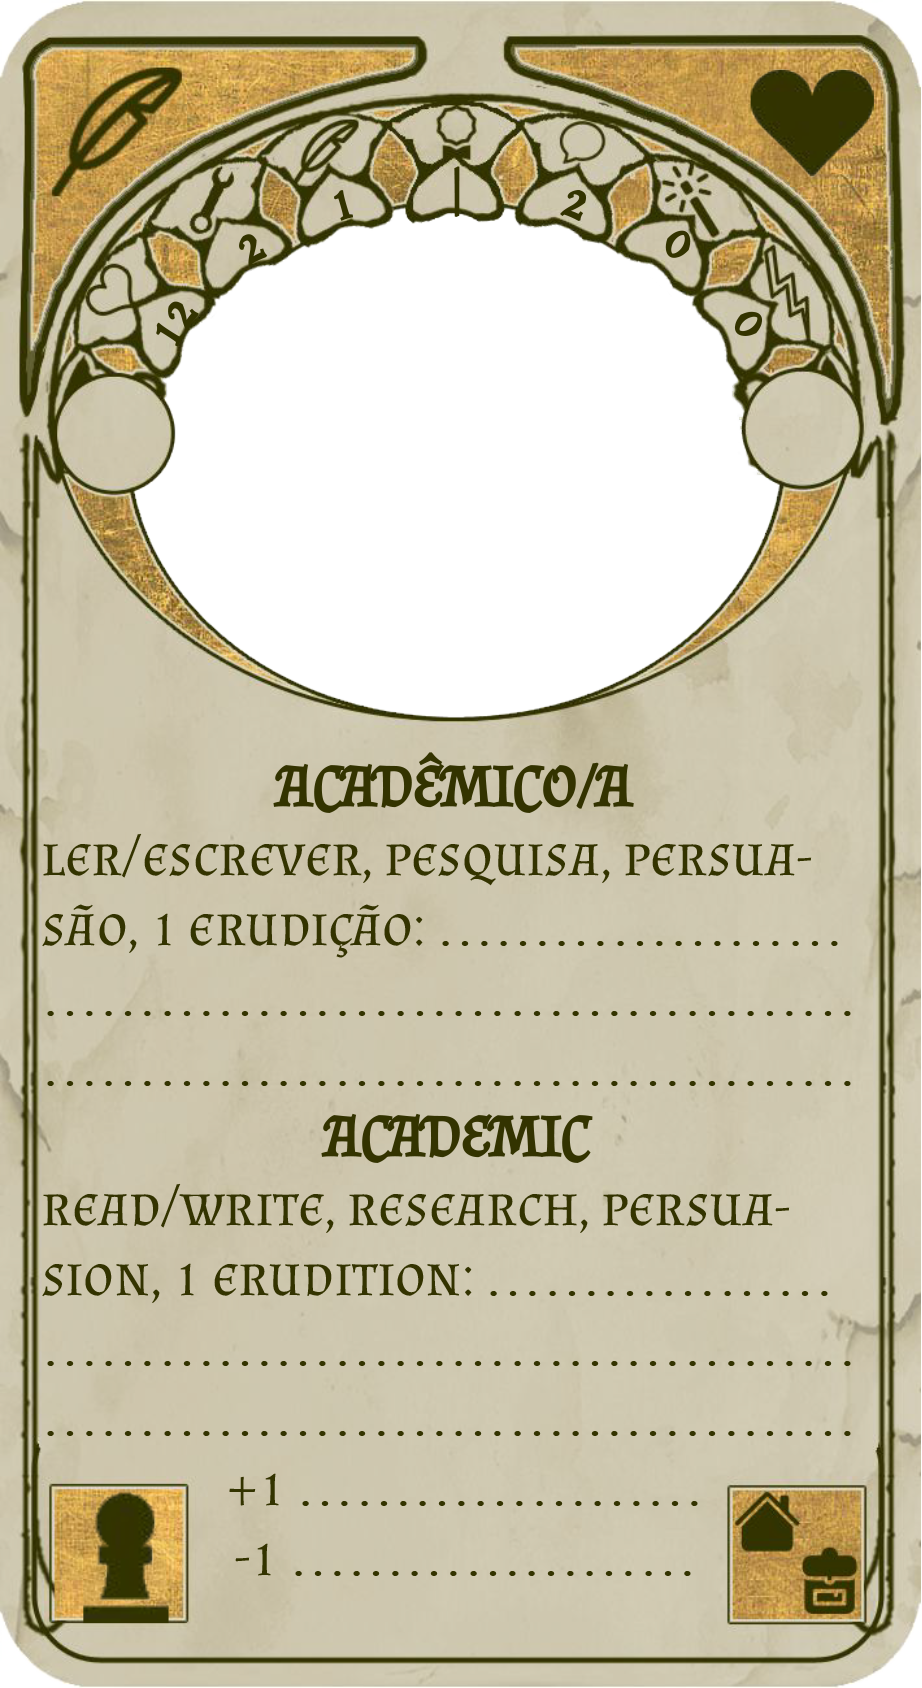 12 2 1 | 2 0 0
ACADÊMICO/A
LER/ESCREVER, PESQUISA, PERSUA-
SÃO, 1 ERUDIÇÃO: .....................
...........................................
...........................................
ACADEMIC
READ/WRITE, RESEARCH, PERSUA-
SION, 1 ERUDITION: ..................
...........................................
...........................................
+1 .....................
-1 .....................